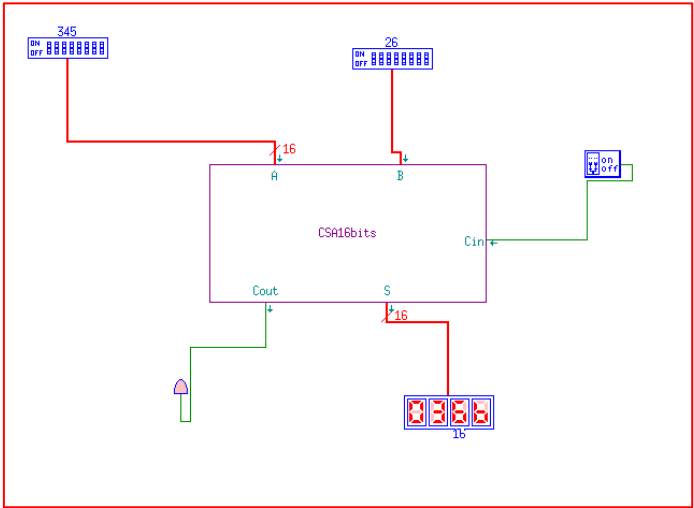 345
ON
OFF
26
ON
OFF
16
on
off
A
B
CSA16bits
Cin
Cout
S
16
036b
16